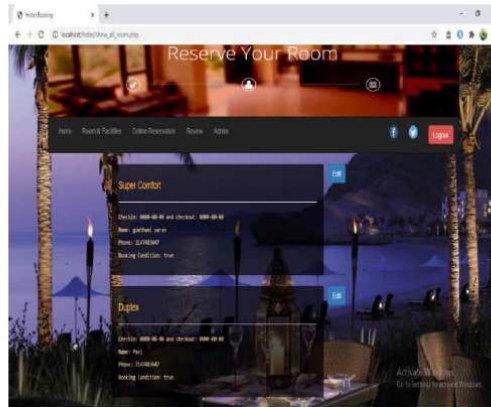 Hotel Booking
localhost/hotel/show_all_room.php
Reserve Your Room
Home Room & Facilities Online Reservation Review Admin
Logout
Super Comfort
Edit
Checkin: 0000-00-00 and checkout: 0000-00-00
Name: gowthami
Phone: 2147483647
Booking Condition: true
Duplex
Edit
Checkin: 0000-00-00 and checkout: 0000-00-00
Name: Pavi
Phone: 2147483647
Booking Condition: true
Activate Windows
Go to Settings to activate Windows.